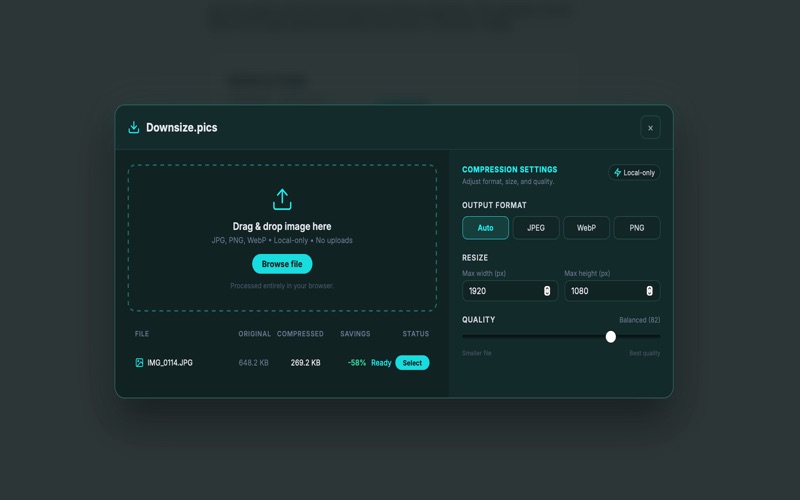 Downsize.pics
x
Drag & drop image here
JPG, PNG, WebP • Local-only • No uploads
Browse file
Processed entirely in your browser.
FILE ORIGINAL COMPRESSED SAVINGS STATUS
IMG_0114.JPG 648.2 KB 269.2 KB -58% Ready Select
COMPRESSION SETTINGS
Local-only
Adjust format, size, and quality.
OUTPUT FORMAT
Auto JPEG WebP PNG
RESIZE
Max width (px) Max height (px)
1920 1080
QUALITY Balanced (82)
Smaller file Best quality